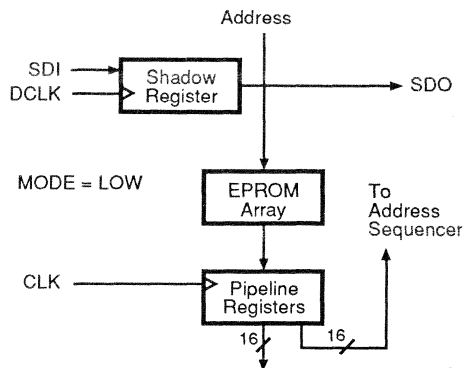 Address
SDI
DCLK
Shadow
Register
SDO
MODE = LOW
EPROM
Array
To
Address
Sequencer
CLK
Pipeline
Registers
16
16